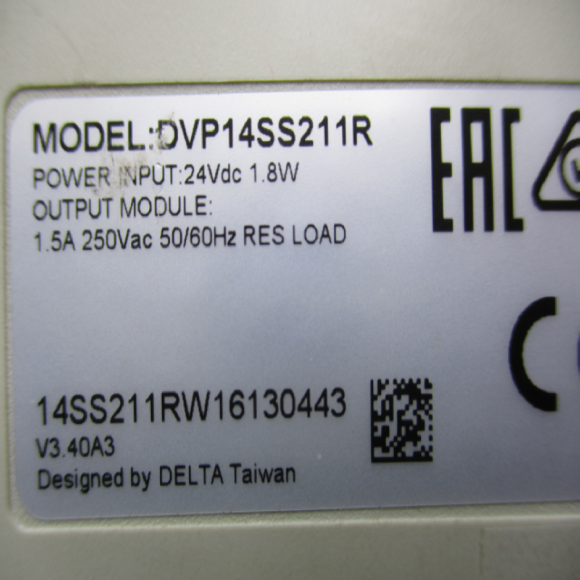 MODEL:DVP14SS211R
POWER INPUT:24Vdc 1.8W
OUTPUT MODULE:
1.5A 250Vac 50/60Hz RES LOAD
EAC
CE
14SS211RW16130443
V3.40A3
Designed by DELTA Taiwan